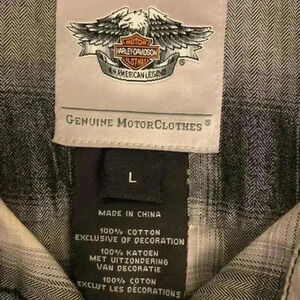 MOTOR
HARLEY-DAVIDSON
CLOTHES
AN AMERICAN LEGEND
GENUINE MOTORCLOTHES®
L
MADE IN CHINA
100% COTTON
EXCLUSIVE OF DECORATION
100% KATOEN
MET UITZONDERING
VAN DECORATIE
100% COTON
EXCLUT LES DÉCORATIONS